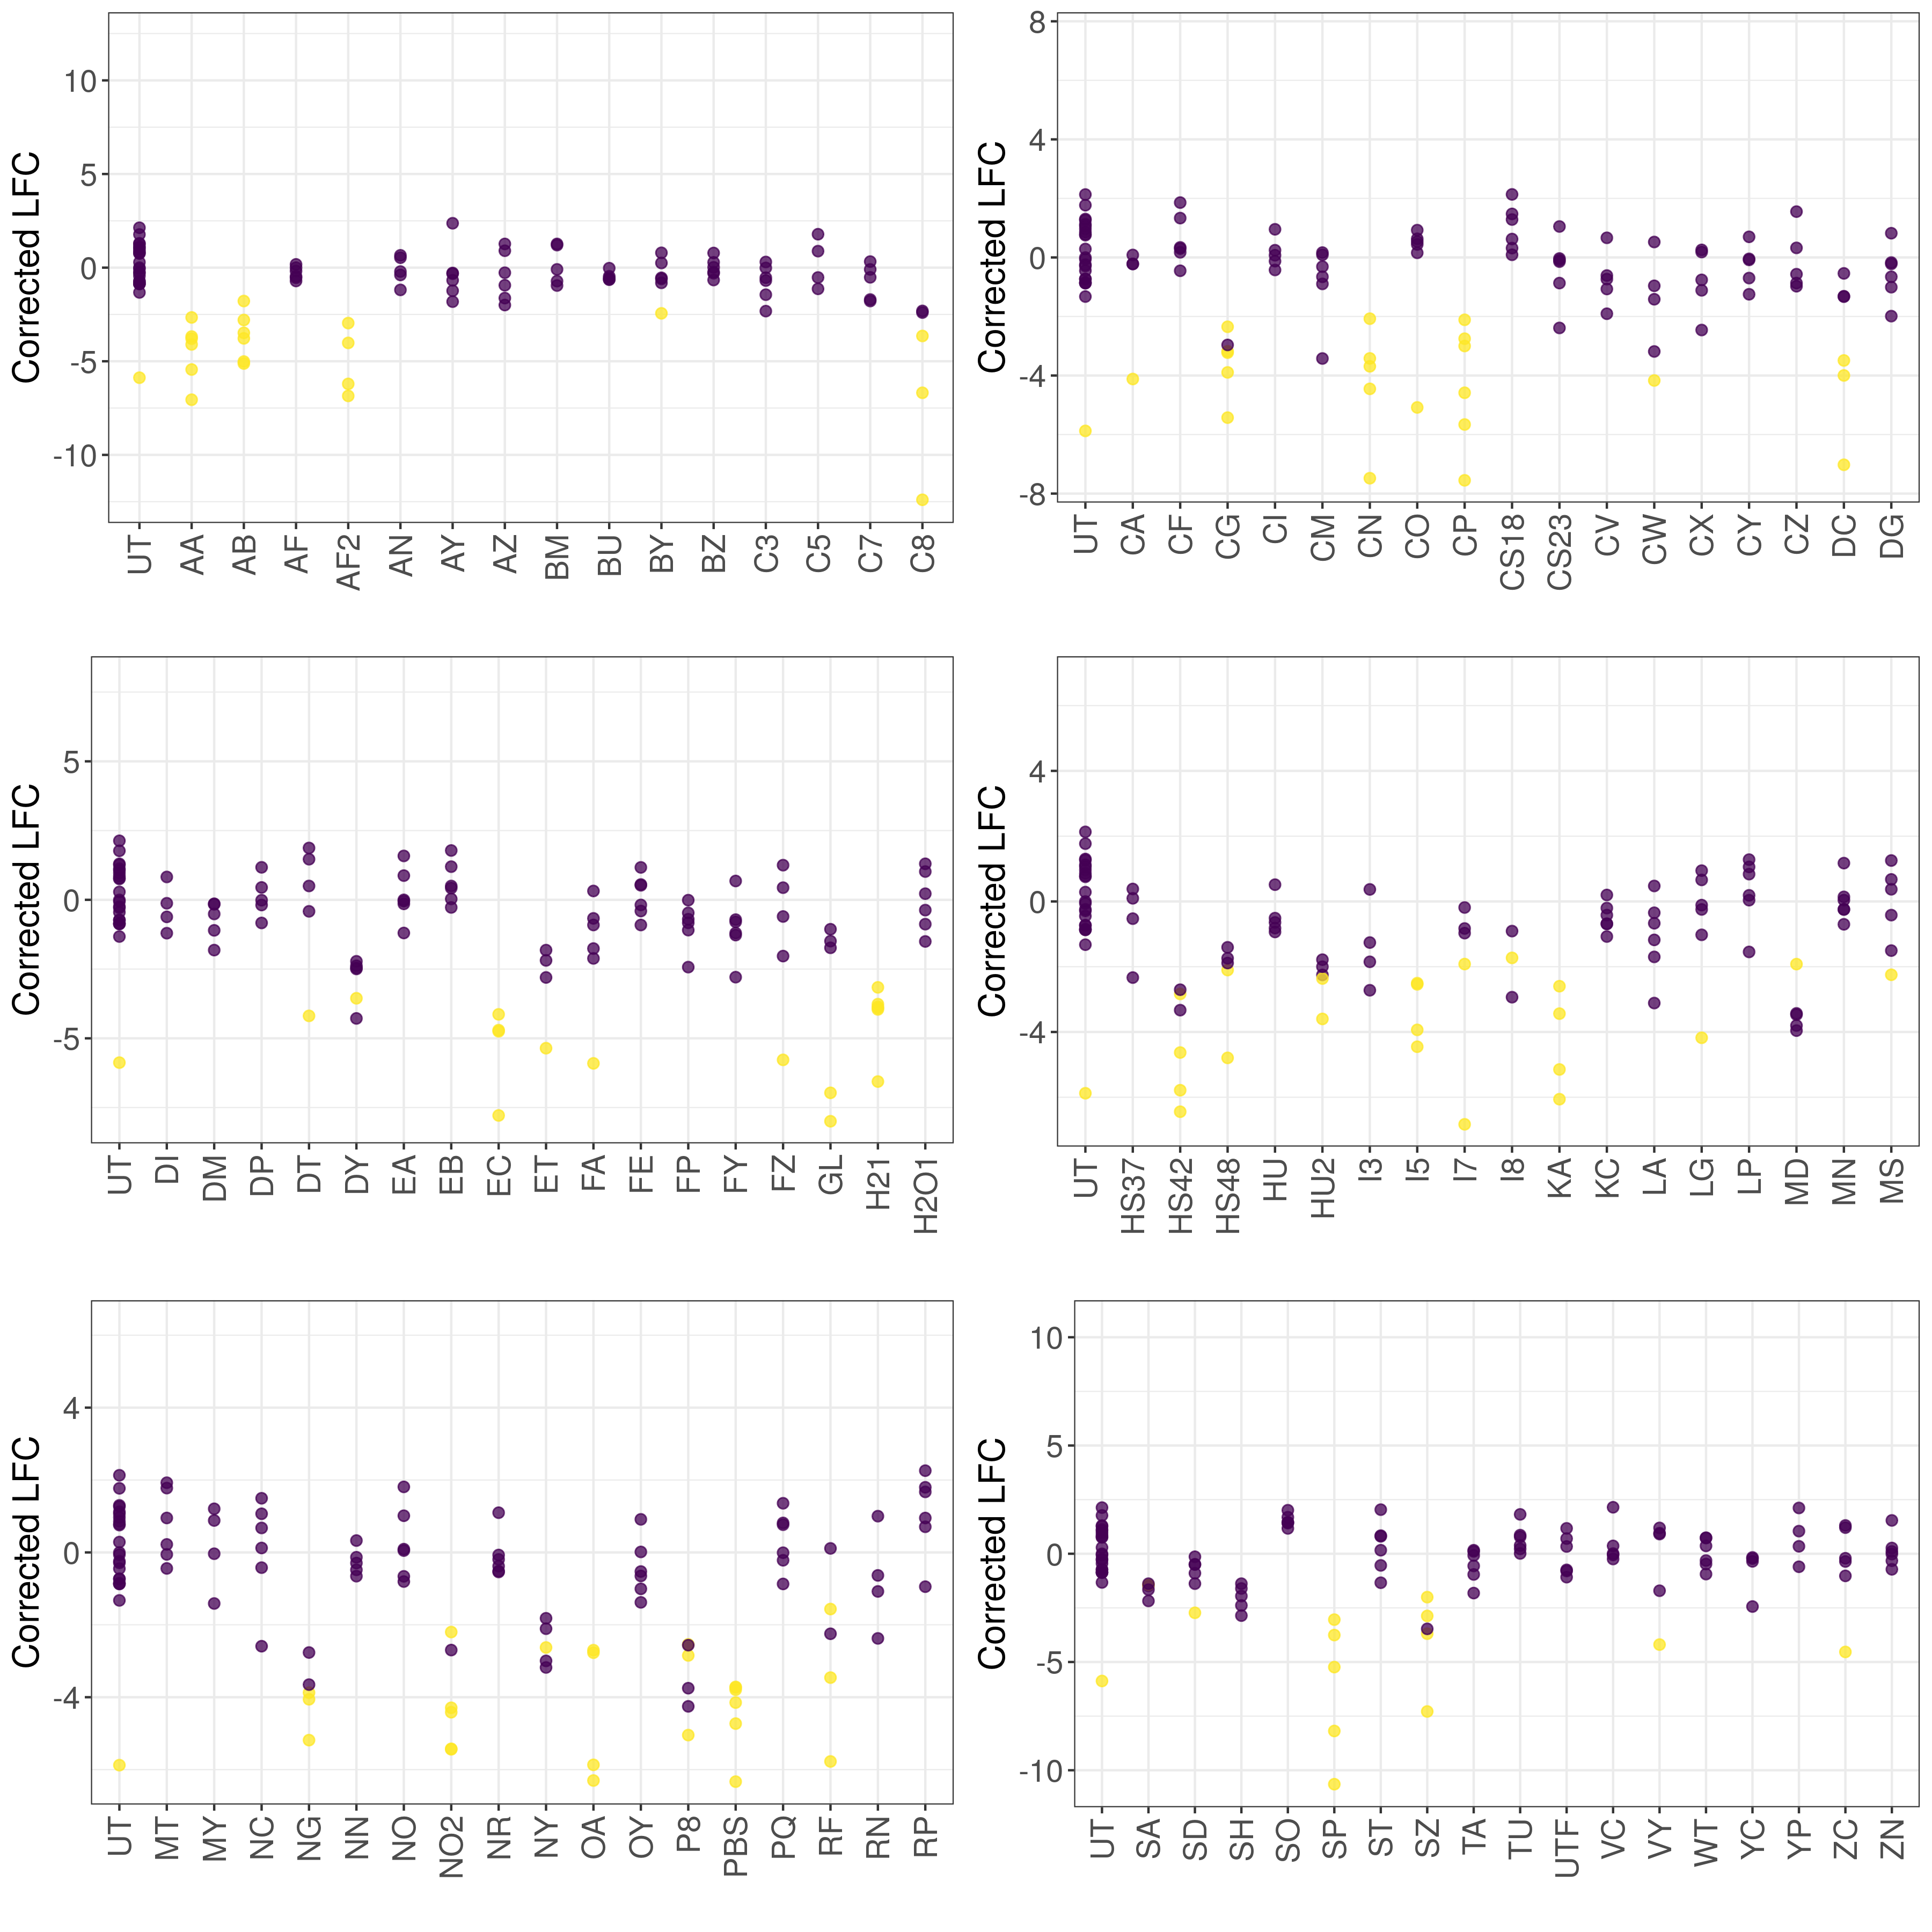 Corrected LFC
10
5
0
-5
-10
UT AA AB AF AF2 AN AY AZ BM BU BY BZ C3 C5 C7 C8
Corrected LFC
8
4
0
-4
-8
UT CA CF CG CI CM CN CO CP CS18 CS23 CV CW CX CY CZ DC DG
Corrected LFC
5
0
-5
UT DI DM DP DT DY EA EB EC ET FA FE FP FY FZ GL H21 H2O1
Corrected LFC
4
0
-4
UT HS37 HS42 HS48 HU HU2 I3 I5 I7 I8 KA KC LA LG LP MD MN MS
Corrected LFC
4
0
-4
UT MT MY NC NG NN NO NO2 NR NY OA OY P8 PBS PQ RF RN RP
Corrected LFC
10
5
0
-5
-10
UT SA SD SH SO SP ST SZ TA TU UTF VC VY WT YC YP ZC ZN